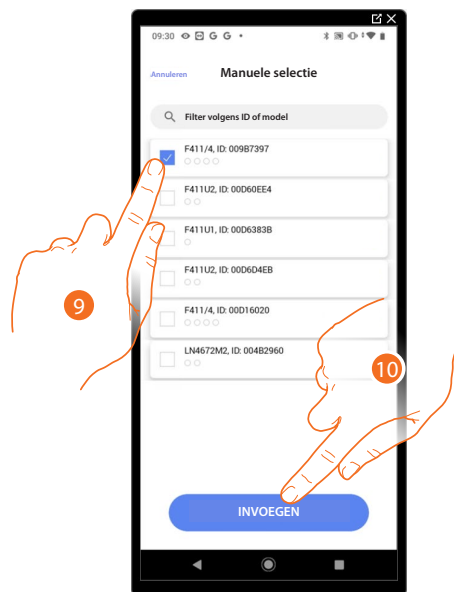 09:30 G G
Annuleren Manuele selectie
Filter volgens ID of model
F411/4, ID: 009B7397
F411U2, ID: 00D60EE4
F411U1, ID: 00D6383B
F411U2, ID: 00D6D4EB
F411/4, ID: 00D16020
LN4672M2, ID: 004B2960
9
10
INVOEGEN